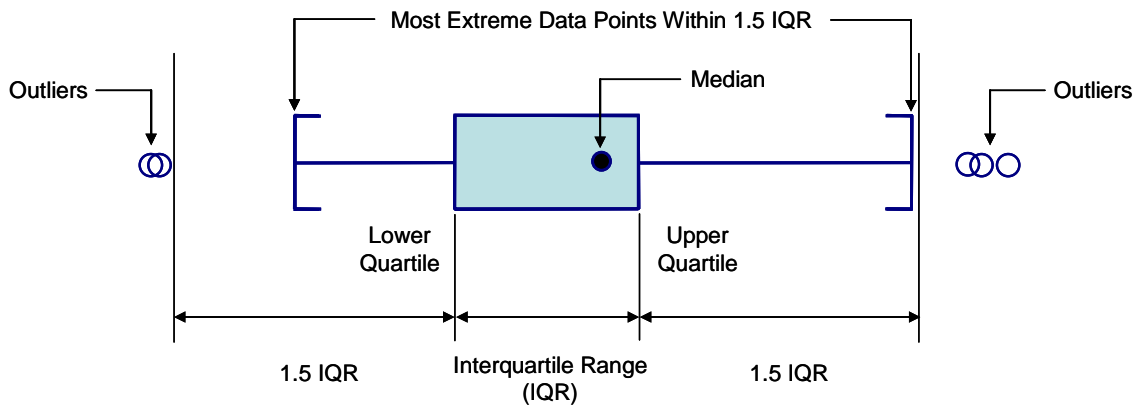 Most Extreme Data Points Within 1.5 IQR
Outliers
Median
Outliers
Lower
Quartile
Upper
Quartile
1.5 IQR
Interquartile Range
(IQR)
1.5 IQR